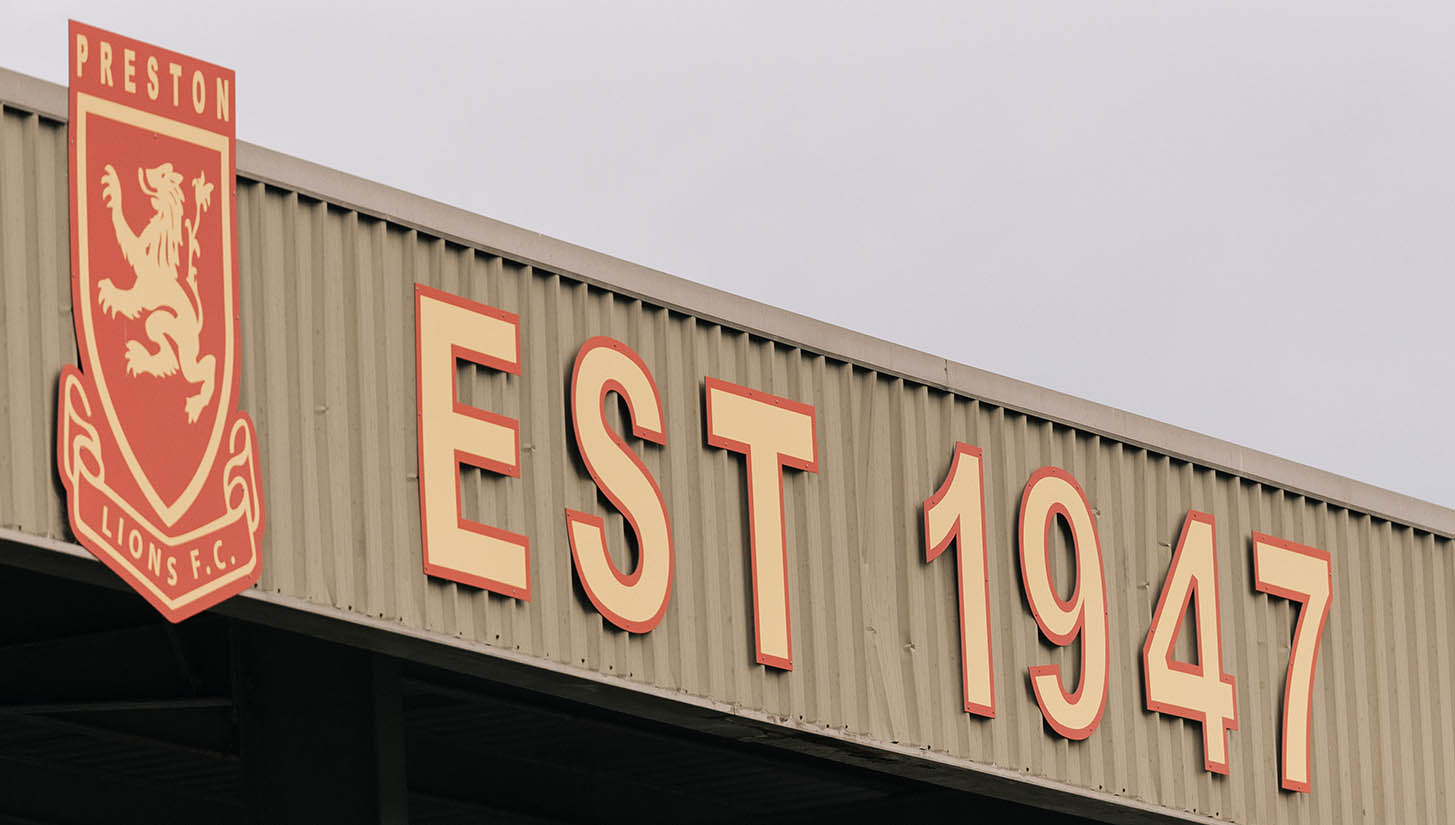 PRESTON
LIONS F.C.
EST 1947